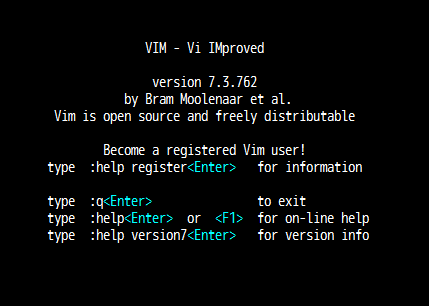 VIM - Vi IMproved
version 7.3.762
by Bram Moolenaar et al.
Vim is open source and freely distributable
Become a registered Vim user!
type  :help register<Enter>   for information
type  :q<Enter>               to exit
type  :help<Enter>  or  <F1>  for on-line help
type  :help version7<Enter>   for version info